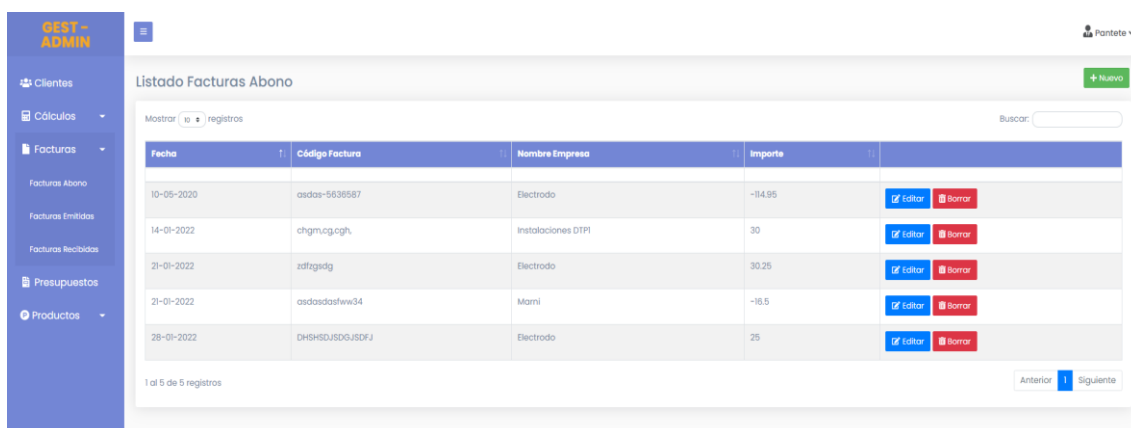 GEST -
ADMIN
Pantete
Clientes
Cálculos
Facturas
Facturas Abono
Facturas Emitidas
Facturas Recibidas
Presupuestos
Productos
Listado Facturas Abono
+ Nuevo
Mostrar 10 registros
Buscar:
Fecha Código Factura Nombre Empresa Importe
10-05-2020 asdas-5636587 Electrodo -114.95 Editar Borrar
14-01-2022 chgm,cg,cgh, Instalaciones DTP1 30 Editar Borrar
21-01-2022 zdfzgsdg Electrodo 30.25 Editar Borrar
21-01-2022 asdasdasfww34 Marni -16.5 Editar Borrar
28-01-2022 DHSHSDJSDGJSDFJ Electrodo 25 Editar Borrar
1 al 5 de 5 registros
Anterior 1 Siguiente